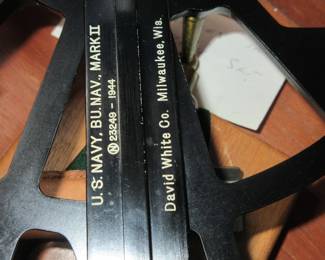 U.S. NAVY, BU. NAV., MARK II
Ⓝ 23249 - 1944
David White Co. Milwaukee, Wis.